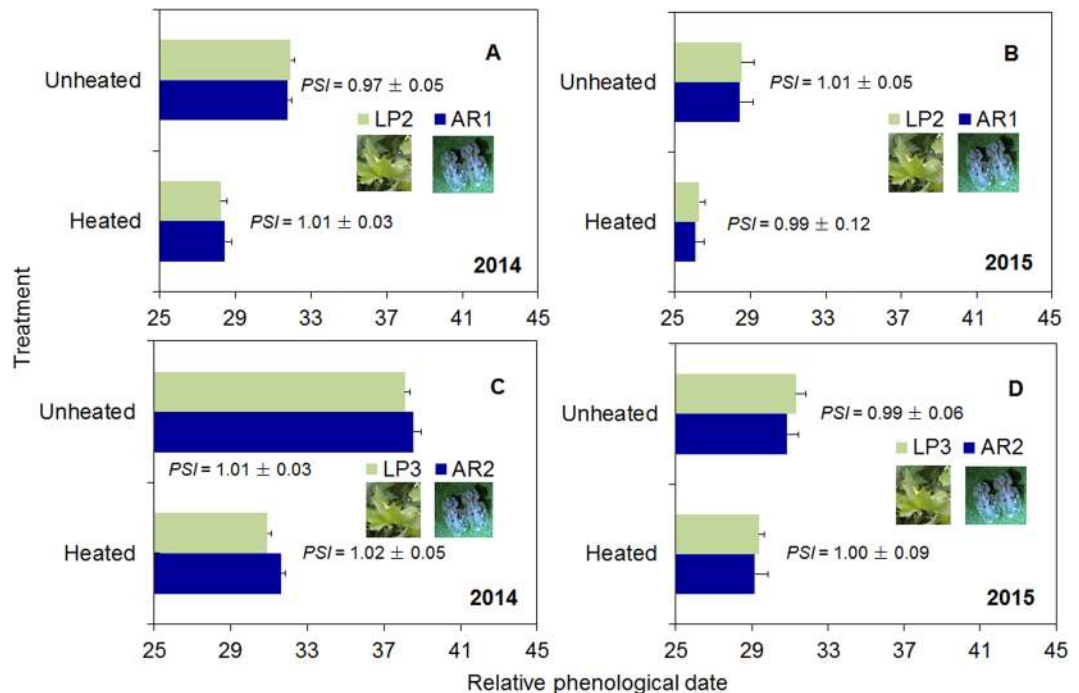 Treatment
A
Unheated
PSI = 0.97 ± 0.05
LP2 AR1
Heated
PSI = 1.01 ± 0.03
2014
25 29 33 37 41 45
B
PSI = 1.01 ± 0.05
LP2 AR1
PSI = 0.99 ± 0.12
2015
25 29 33 37 41 45
C
Unheated
PSI = 1.01 ± 0.03
LP3 AR2
Heated
PSI = 1.02 ± 0.05
2014
25 29 33 37 41 45
D
Unheated
PSI = 0.99 ± 0.06
LP3 AR2
Heated
PSI = 1.00 ± 0.09
2015
25 29 33 37 41 45
Unheated
Heated
Relative phenological date